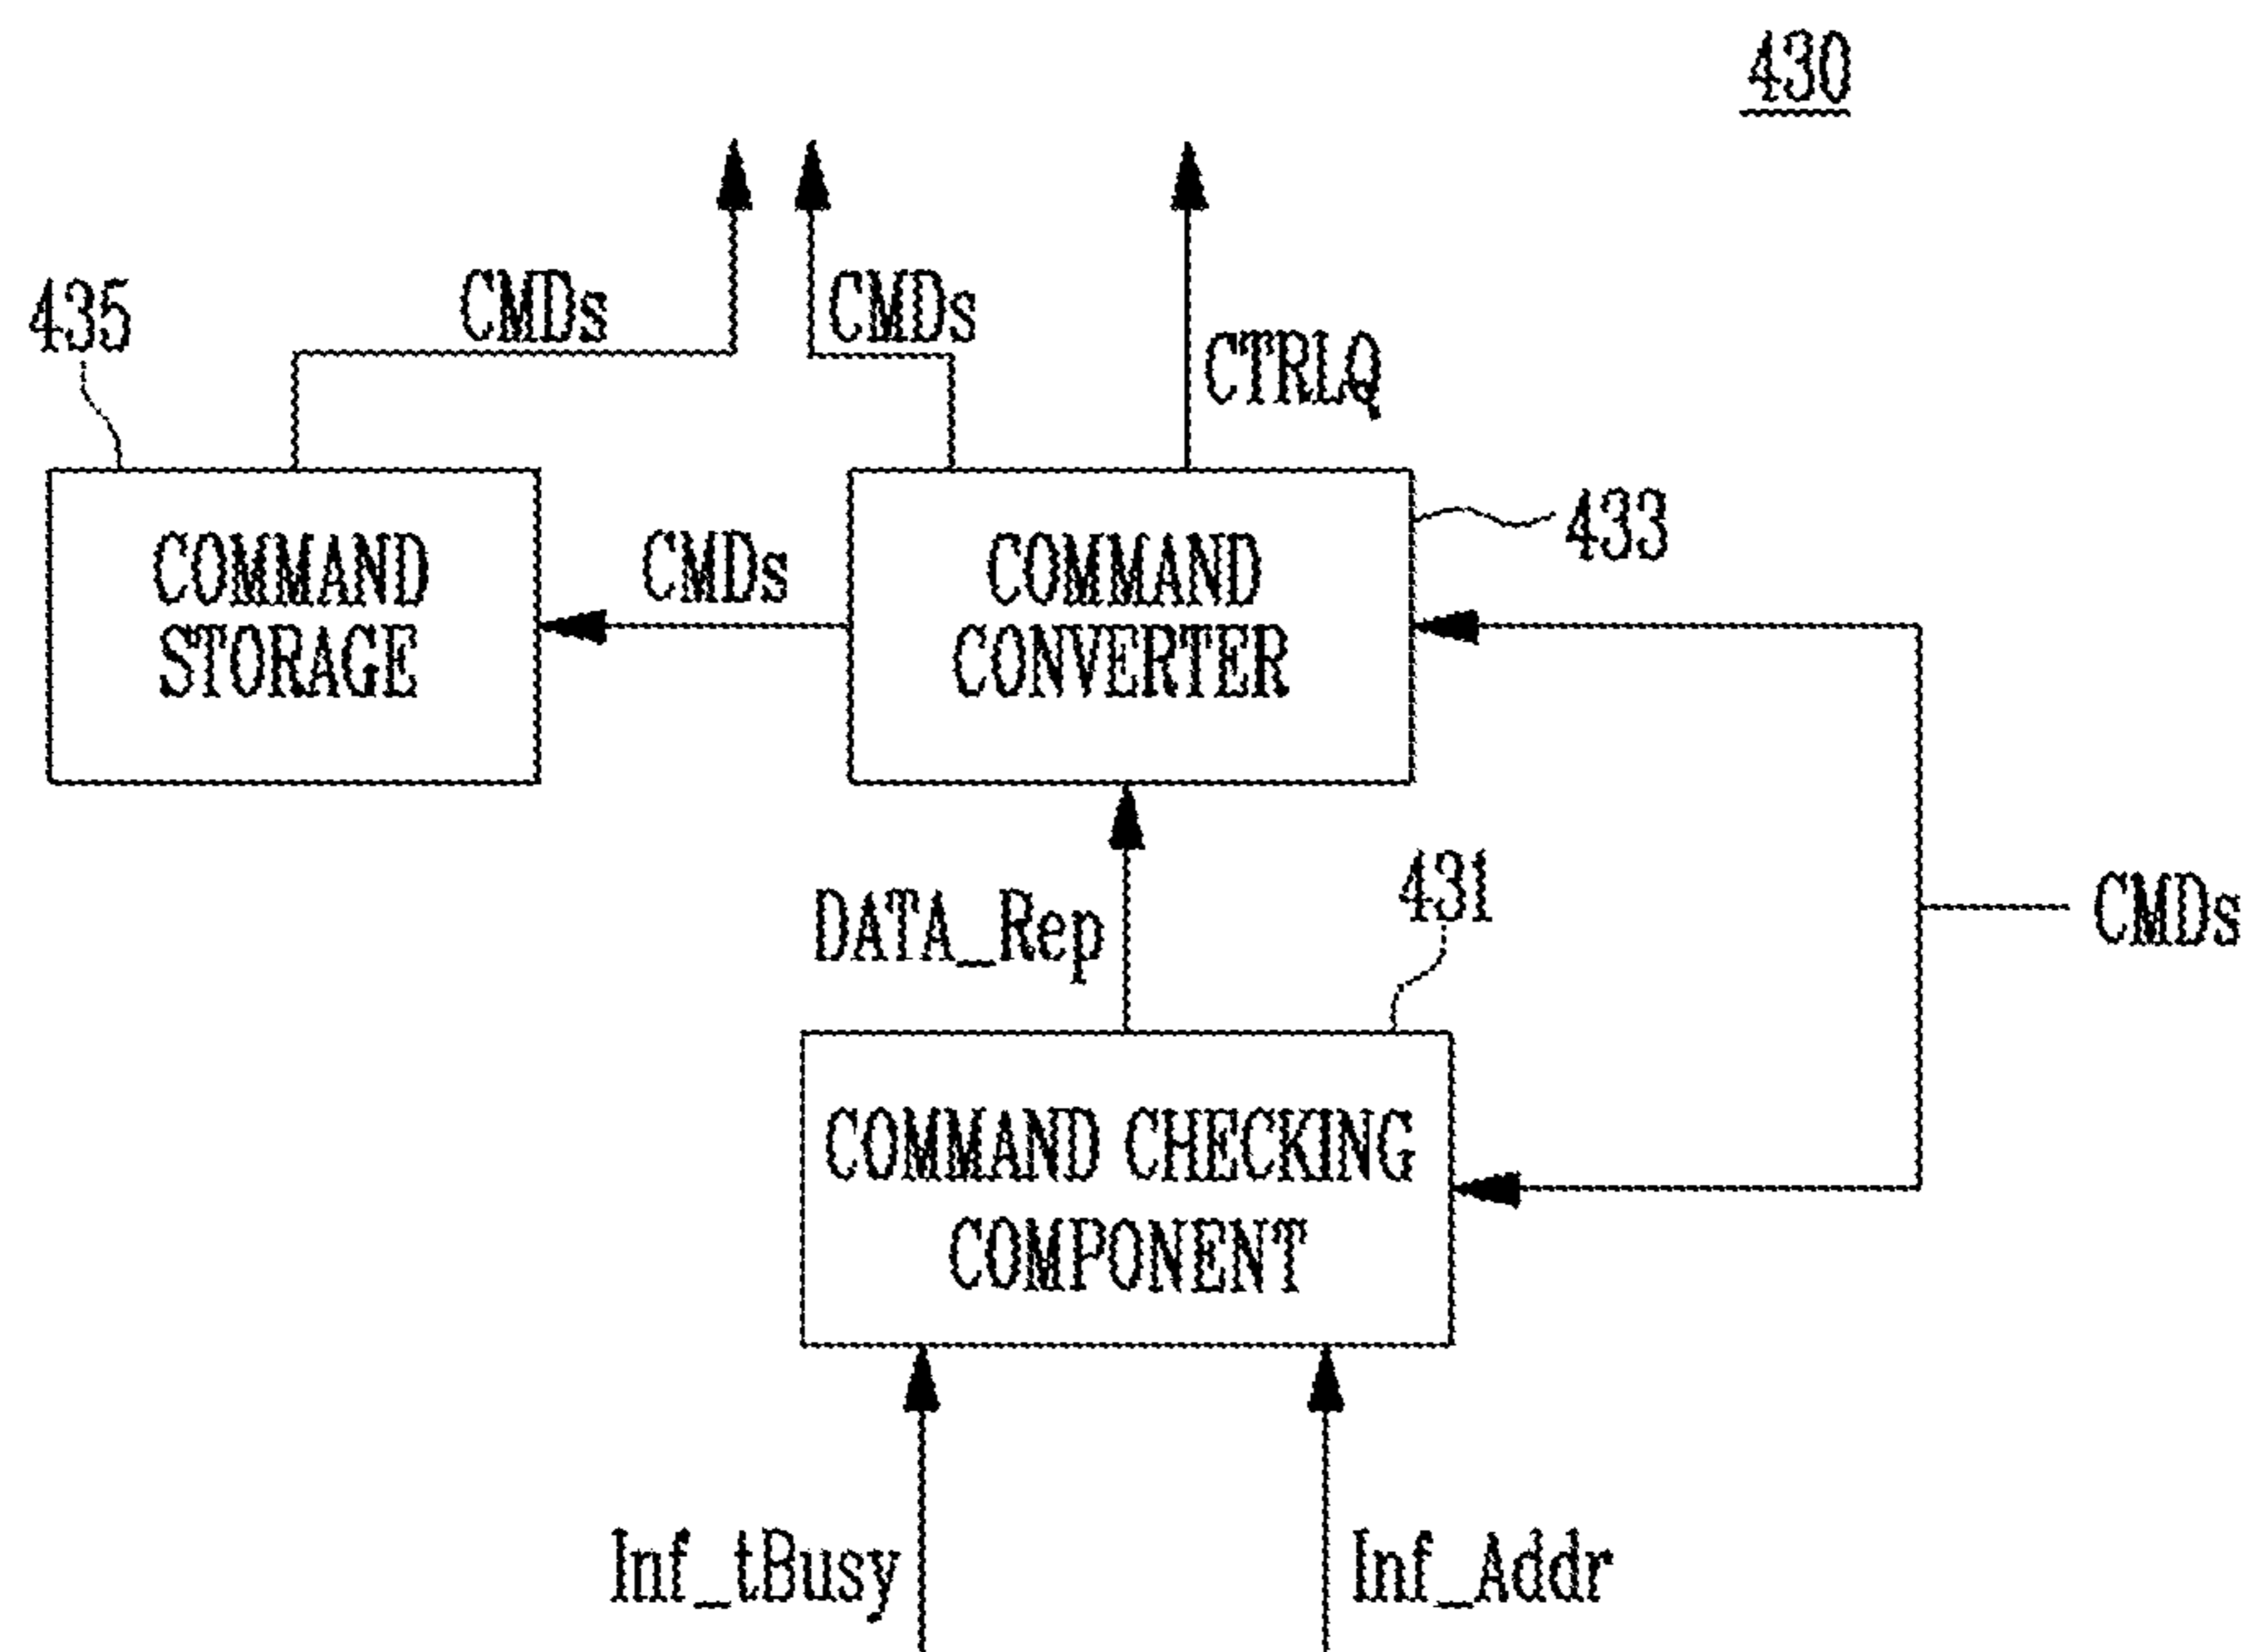 430
435
CMDs
CMDs
CTRLQ
COMMAND
STORAGE
CMDs
COMMAND
CONVERTER
433
DATA_Rep
431
CMDs
COMMAND CHECKING
COMPONENT
Inf_tBusy
Inf_Addr